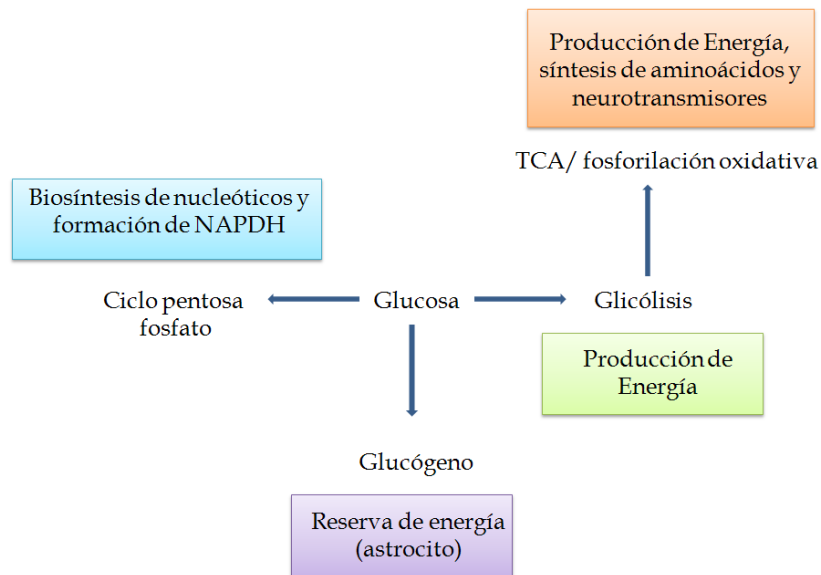 Producción de Energía,
síntesis de aminoácidos y
neurotransmisores
TCA/ fosforilación oxidativa
Biosíntesis de nucleóticos y
formación de NAPDH
Ciclo pentosa
fosfato
Glucosa
Glicólisis
Producción de
Energía
Glucógeno
Reserva de energía
(astrocito)